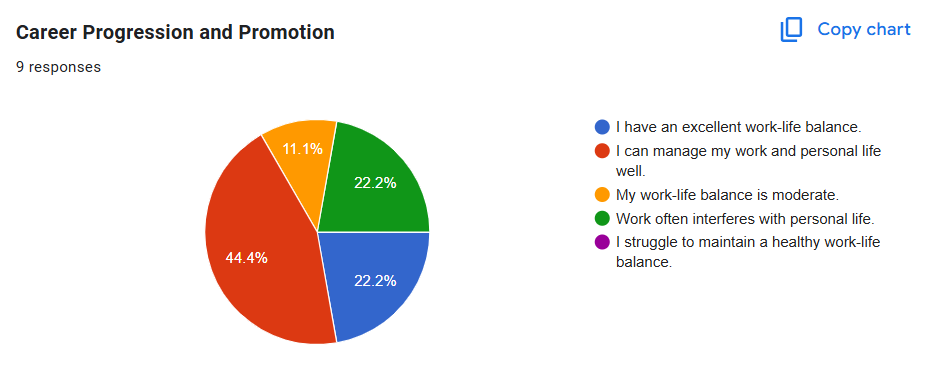 Career Progression and Promotion
Copy chart
9 responses
11.1%
22.2%
44.4%
22.2%
I have an excellent work-life balance.
I can manage my work and personal life
well.
My work-life balance is moderate.
Work often interferes with personal life.
I struggle to maintain a healthy work-life
balance.